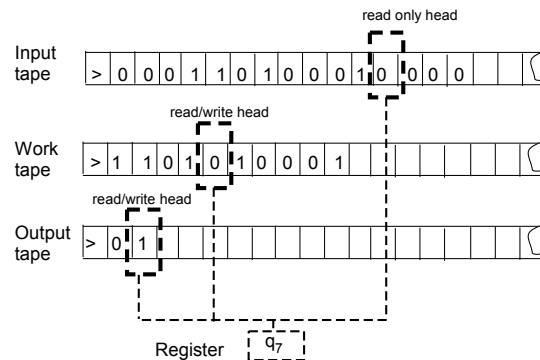 read only head
Input
tape
> 0 0 0 1 1 0 1 0 0 0 1 0 0 0 0
read/write head
Work
tape
> 1 1 0 1 0 1 0 0 0 1
read/write head
Output
tape
> 0 1
Register q7